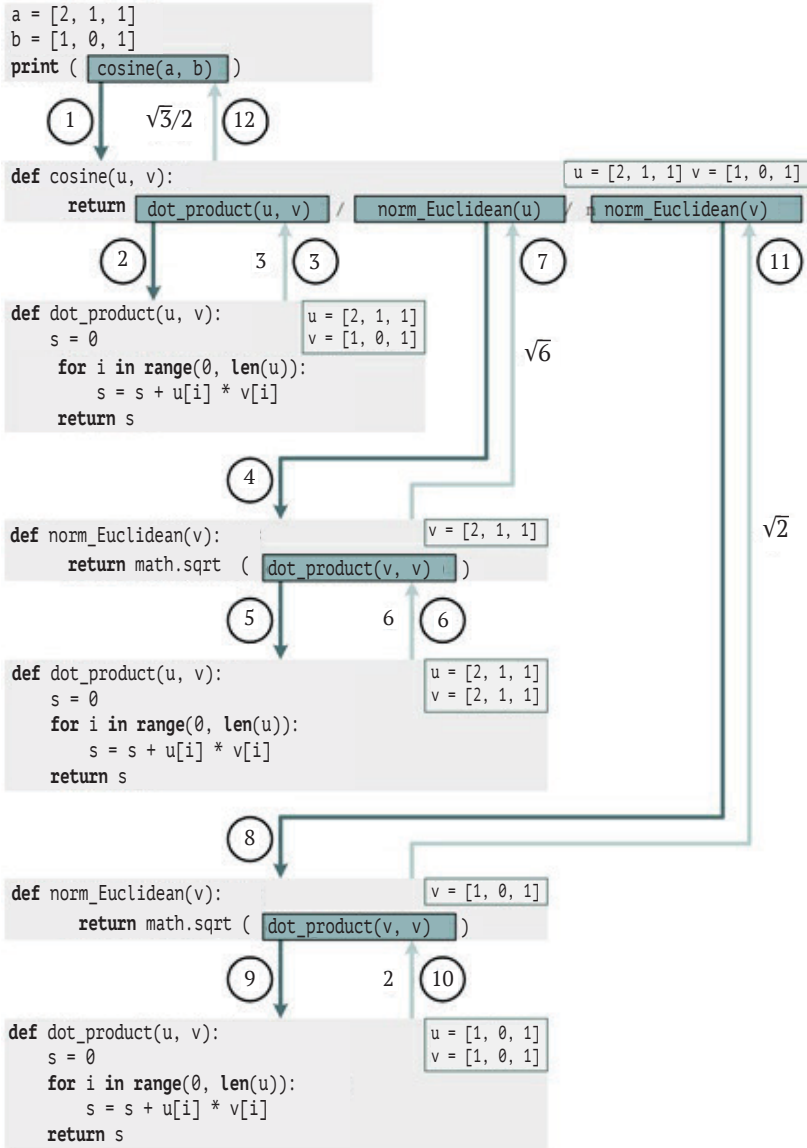 a = [2, 1, 1]
b = [1, 0, 1]
print ( cosine(a, b) )
1 √3/2 12
def cosine(u, v): u = [2, 1, 1] v = [1, 0, 1]
return dot_product(u, v) / norm_Euclidean(u) / norm_Euclidean(v)
2 3 3 7 11
def dot_product(u, v): u = [2, 1, 1]
s = 0 v = [1, 0, 1]
for i in range(0, len(u)):
s = s + u[i] * v[i]
return s
√6
4
√2
def norm_Euclidean(v): v = [2, 1, 1]
return math.sqrt ( dot_product(v, v) )
5 6 6
def dot_product(u, v): u = [2, 1, 1]
s = 0 v = [2, 1, 1]
for i in range(0, len(u)):
s = s + u[i] * v[i]
return s
8
def norm_Euclidean(v): v = [1, 0, 1]
return math.sqrt ( dot_product(v, v) )
9 2 10
def dot_product(u, v): u = [1, 0, 1]
s = 0 v = [1, 0, 1]
for i in range(0, len(u)):
s = s + u[i] * v[i]
return s